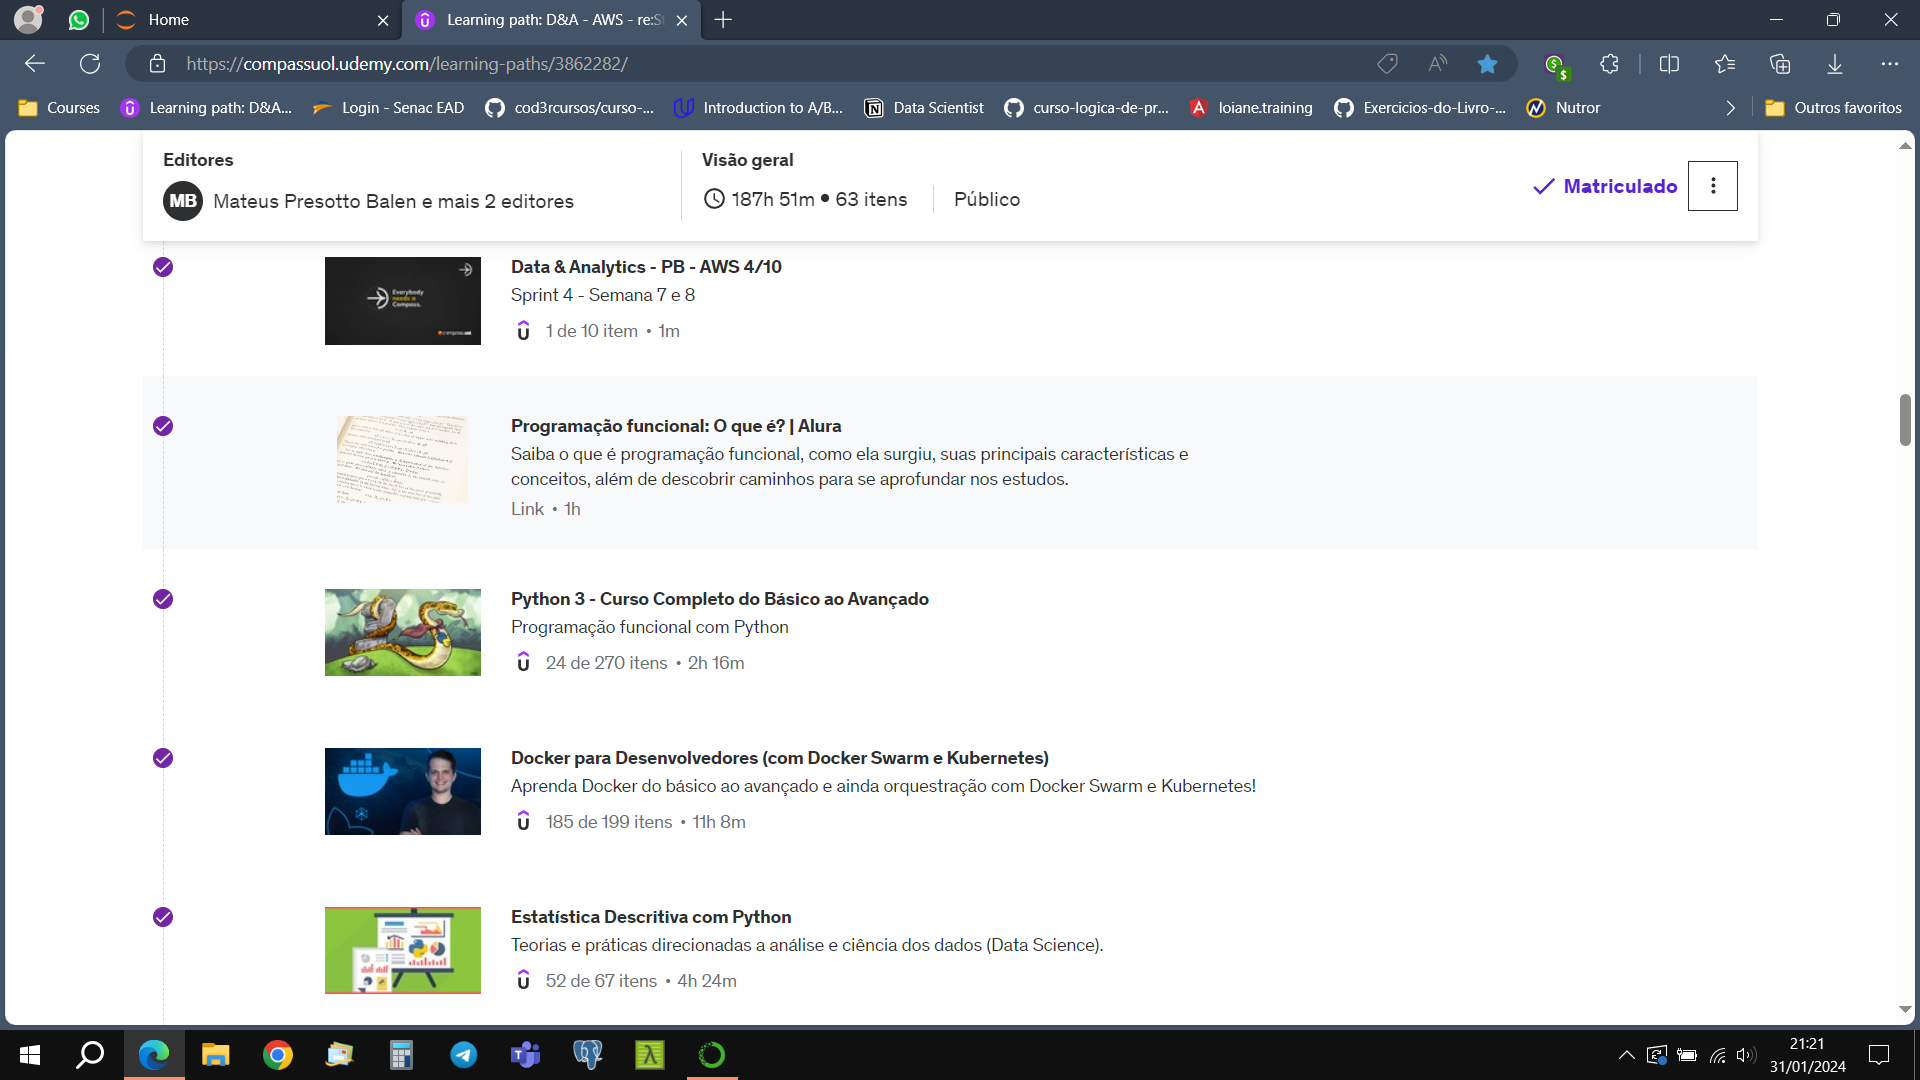 Home
Learning path: D&A - AWS - re:St
https://compassuol.udemy.com/learning-paths/3862282/
Courses
Learning path: D&A...
Login - Senac EAD
cod3rcursos/curso-...
Introduction to A/B...
Data Scientist
curso-logica-de-pr...
loiane.training
Exercicios-do-Livro-...
Nutror
Outros favoritos
Editores
MB Mateus Presotto Balen e mais 2 editores
Visão geral
187h 51m • 63 itens
Público
Matriculado
Everybody
needs a
Compass.
Data & Analytics - PB - AWS 4/10
Sprint 4 - Semana 7 e 8
1 de 10 item • 1m
Programação funcional: O que é? | Alura
Saiba o que é programação funcional, como ela surgiu, suas principais características e
conceitos, além de descobrir caminhos para se aprofundar nos estudos.
Link • 1h
Python 3 - Curso Completo do Básico ao Avançado
Programação funcional com Python
24 de 270 itens • 2h 16m
Docker para Desenvolvedores (com Docker Swarm e Kubernetes)
Aprenda Docker do básico ao avançado e ainda orquestração com Docker Swarm e Kubernetes!
185 de 199 itens • 11h 8m
Estatística Descritiva com Python
Teorias e práticas direcionadas a análise e ciência dos dados (Data Science).
52 de 67 itens • 4h 24m
21:21
31/01/2024